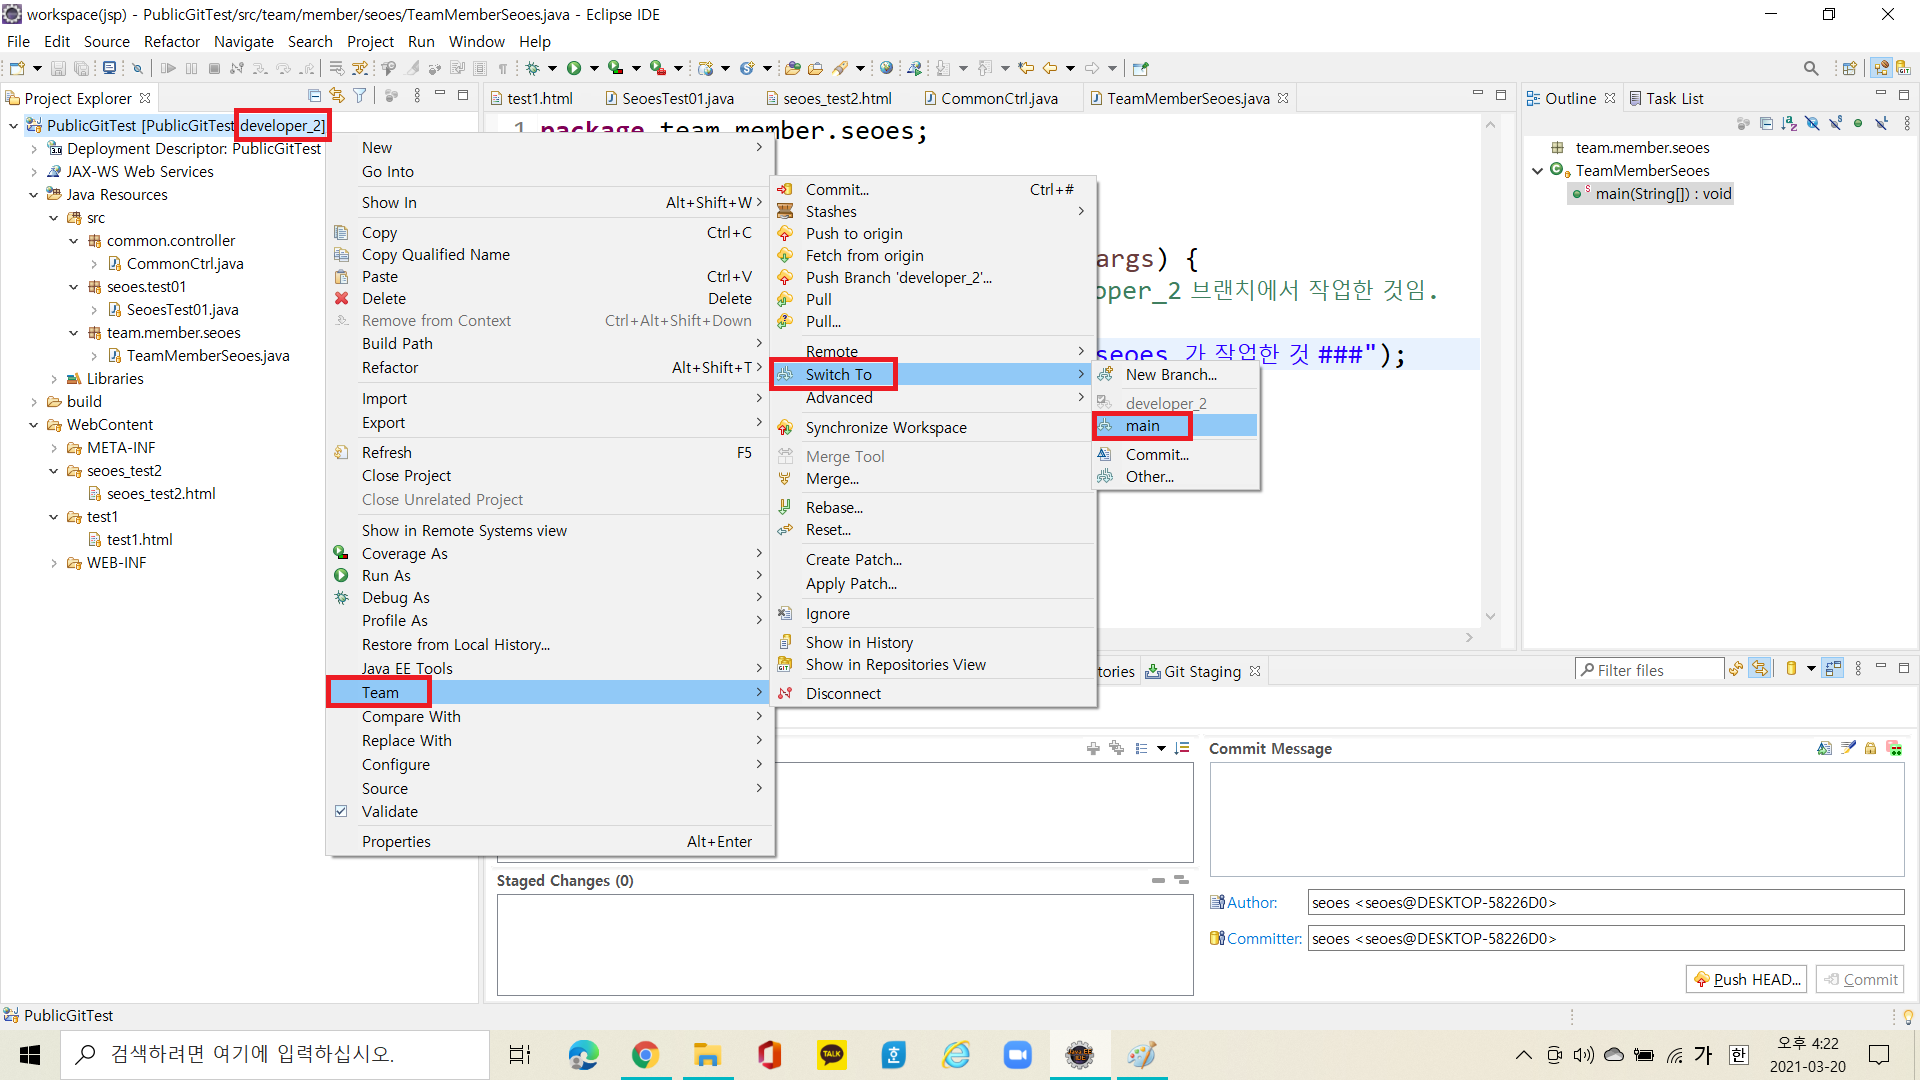 workspace(jsp) - PublicGitTest/src/team/member/seoes/TeamMemberSeoes.java - Eclipse IDE
File Edit Source Refactor Navigate Search Project Run Window Help
Project Explorer
test1.html SeoesTest01.java seoes_test2.html CommonCtrl.java TeamMemberSeoes.java
Outline Task List
PublicGitTest [PublicGitTest developer_2]
Deployment Descriptor: PublicGitTest
JAX-WS Web Services
Java Resources
src
common.controller
CommonCtrl.java
seoes.test01
SeoesTest01.java
team.member.seoes
TeamMemberSeoes.java
Libraries
build
WebContent
META-INF
seoes_test2
seoes_test2.html
test1
test1.html
WEB-INF
1 package team.member.seoes;
args) {
oper_2 브랜치에서 작업한 것임.
seoes 가 작업한 것 ###");
New
Go Into
Show In Alt+Shift+W
Copy Ctrl+C
Copy Qualified Name
Paste Ctrl+V
Delete Delete
Remove from Context Ctrl+Alt+Shift+Down
Build Path
Refactor Alt+Shift+T
Import
Export
Refresh F5
Close Project
Close Unrelated Project
Show in Remote Systems view
Coverage As
Run As
Debug As
Profile As
Restore from Local History...
Java EE Tools
Team
Compare With
Replace With
Configure
Source
Validate
Properties Alt+Enter
Commit... Ctrl+#
Stashes
Push to origin
Fetch from origin
Push Branch 'developer_2'...
Pull
Pull...
Remote
Switch To
Advanced
Synchronize Workspace
Merge Tool
Merge...
Rebase...
Reset...
Create Patch...
Apply Patch...
Ignore
Show in History
Show in Repositories View
Disconnect
New Branch...
developer_2
main
Commit...
Other...
team.member.seoes
TeamMemberSeoes
main(String[]) : void
tories Git Staging
Filter files
Commit Message
Staged Changes (0)
Author: seoes <seoes@DESKTOP-58226D0>
Committer: seoes <seoes@DESKTOP-58226D0>
Push HEAD... Commit
PublicGitTest
검색하려면 여기에 입력하십시오.
TALK
가 한
오후 4:22
2021-03-20